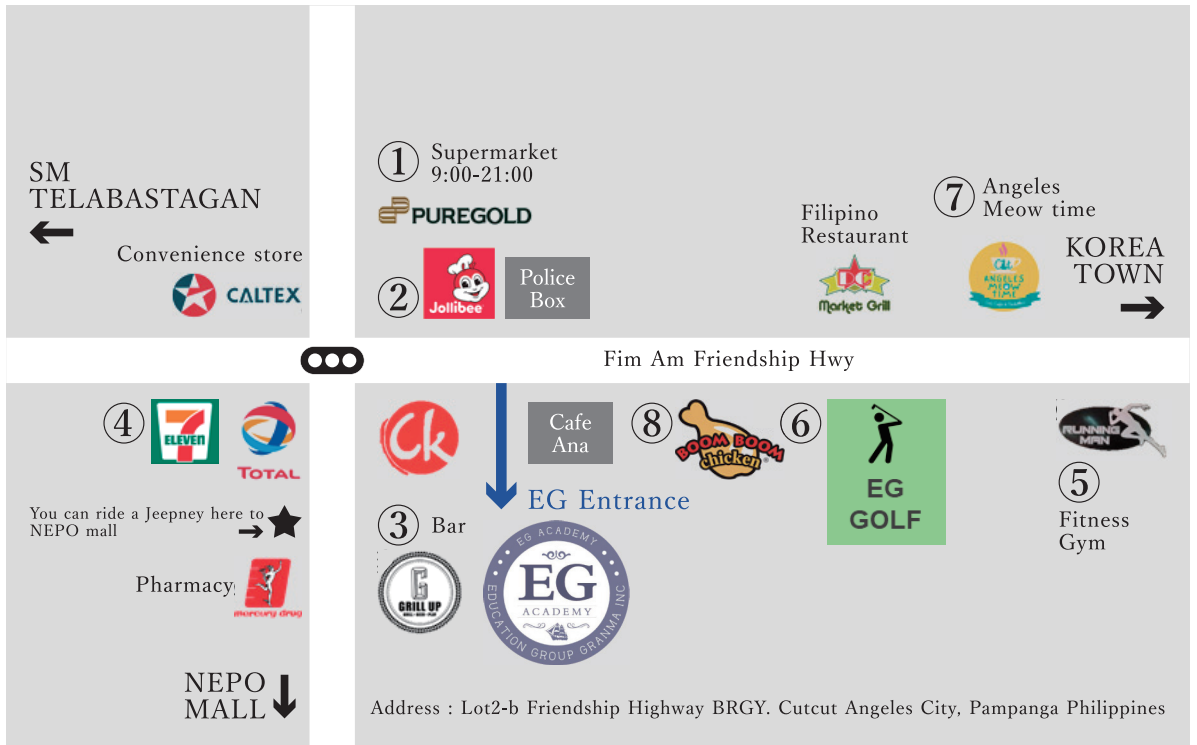 SM
TELABASTAGAN
Convenience store
CALTEX
1 Supermarket
9:00-21:00
PUREGOLD
2
Jollibee
Police
Box
Filipino
Restaurant
DG
Market Grill
7 Angeles
Meow time
ANGELES
MEOW
TIME
KOREA
TOWN
Fim Am Friendship Hwy
4
7
ELEVEN
TOTAL
You can ride a Jeepney here to
NEPO mall
Pharmacy
mercury drug
NEPO
MALL
Ck
Cafe
Ana
EG Entrance
3 Bar
G
GRILL UP
EG ACADEMY
EG
ACADEMY
EDUCATION GROUP GRANMA INC
8
BOOM BOOM
chicken
6
EG
GOLF
RUNNING
MAN
5
Fitness
Gym
Address : Lot2-b Friendship Highway BRGY. Cutcut Angeles City, Pampanga Philippines